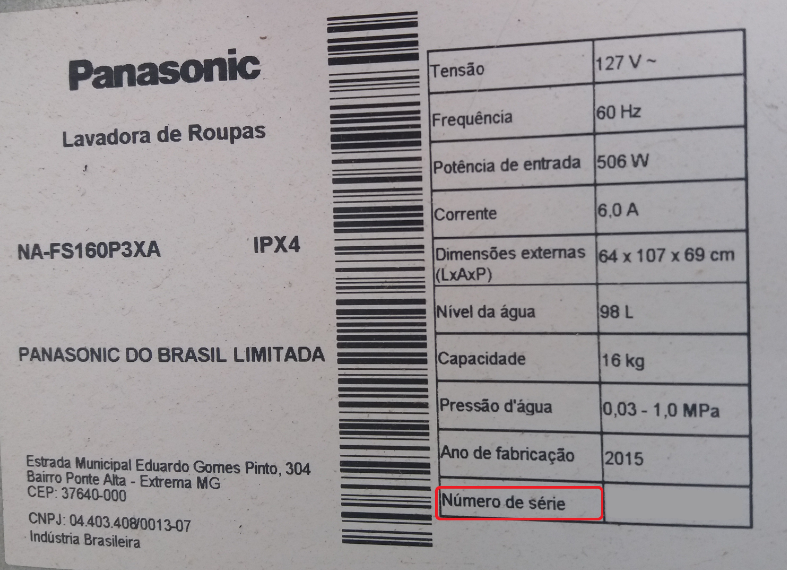 Panasonic
Lavadora de Roupas
NA-FS160P3XA IPX4
PANASONIC DO BRASIL LIMITADA
Estrada Municipal Eduardo Gomes Pinto, 304
Bairro Ponte Alta - Extrema MG
CEP: 37640-000
CNPJ: 04.403.408/0013-07
Indústria Brasileira
Tensão 127 V ~
Frequência 60 Hz
Potência de entrada 506 W
Corrente 6,0 A
Dimensões externas 64 x 107 x 69 cm
(LxAxP)
Nível da água 98 L
Capacidade 16 kg
Pressão d'água 0,03 - 1,0 MPa
Ano de fabricação 2015
Número de série